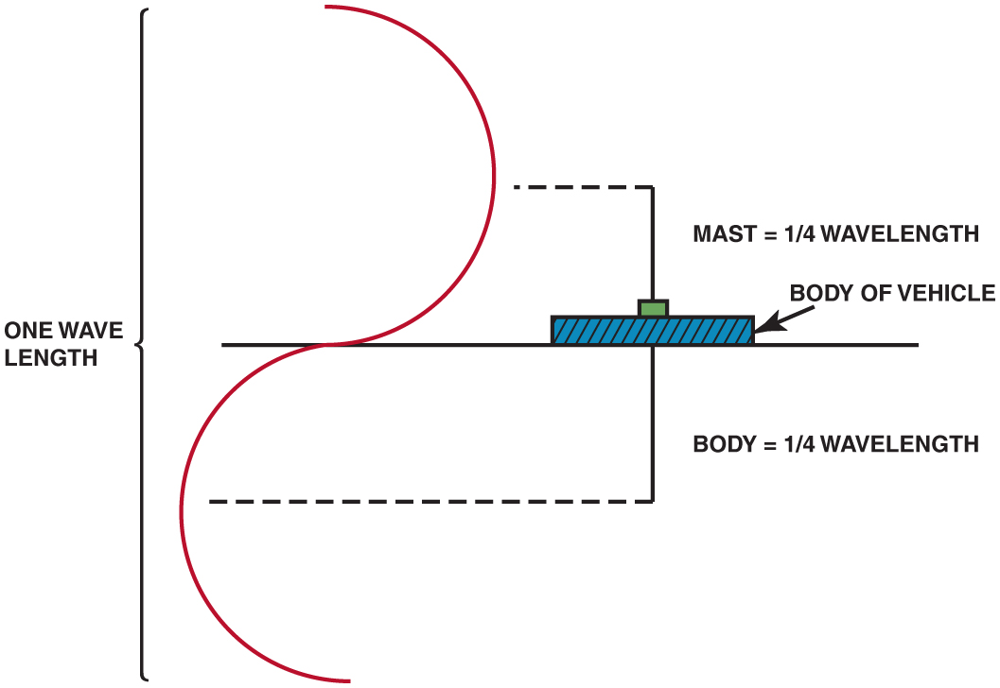 MAST = 1/4 WAVELENGTH
BODY OF VEHICLE
ONE WAVE
LENGTH
BODY = 1/4 WAVELENGTH